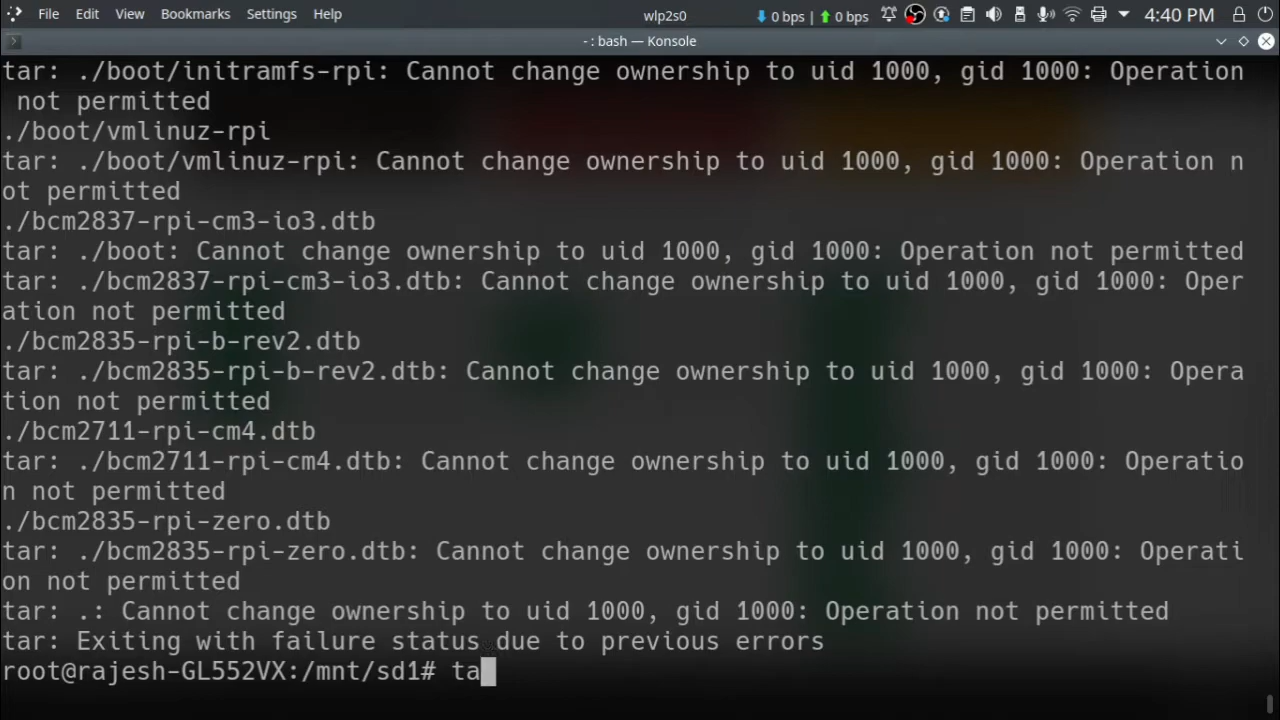 File Edit View Bookmarks Settings Help wlp2s0 0 bps | 0 bps 4:40 PM
- : bash — Konsole
tar: ./boot/initramfs-rpi: Cannot change ownership to uid 1000, gid 1000: Operation
 not permitted
./boot/vmlinuz-rpi
tar: ./boot/vmlinuz-rpi: Cannot change ownership to uid 1000, gid 1000: Operation n
ot permitted
./bcm2837-rpi-cm3-io3.dtb
tar: ./boot: Cannot change ownership to uid 1000, gid 1000: Operation not permitted
tar: ./bcm2837-rpi-cm3-io3.dtb: Cannot change ownership to uid 1000, gid 1000: Oper
ation not permitted
./bcm2835-rpi-b-rev2.dtb
tar: ./bcm2835-rpi-b-rev2.dtb: Cannot change ownership to uid 1000, gid 1000: Opera
tion not permitted
./bcm2711-rpi-cm4.dtb
tar: ./bcm2711-rpi-cm4.dtb: Cannot change ownership to uid 1000, gid 1000: Operatio
n not permitted
./bcm2835-rpi-zero.dtb
tar: ./bcm2835-rpi-zero.dtb: Cannot change ownership to uid 1000, gid 1000: Operati
on not permitted
tar: .: Cannot change ownership to uid 1000, gid 1000: Operation not permitted
tar: Exiting with failure status due to previous errors
root@rajesh-GL552VX:/mnt/sd1# ta